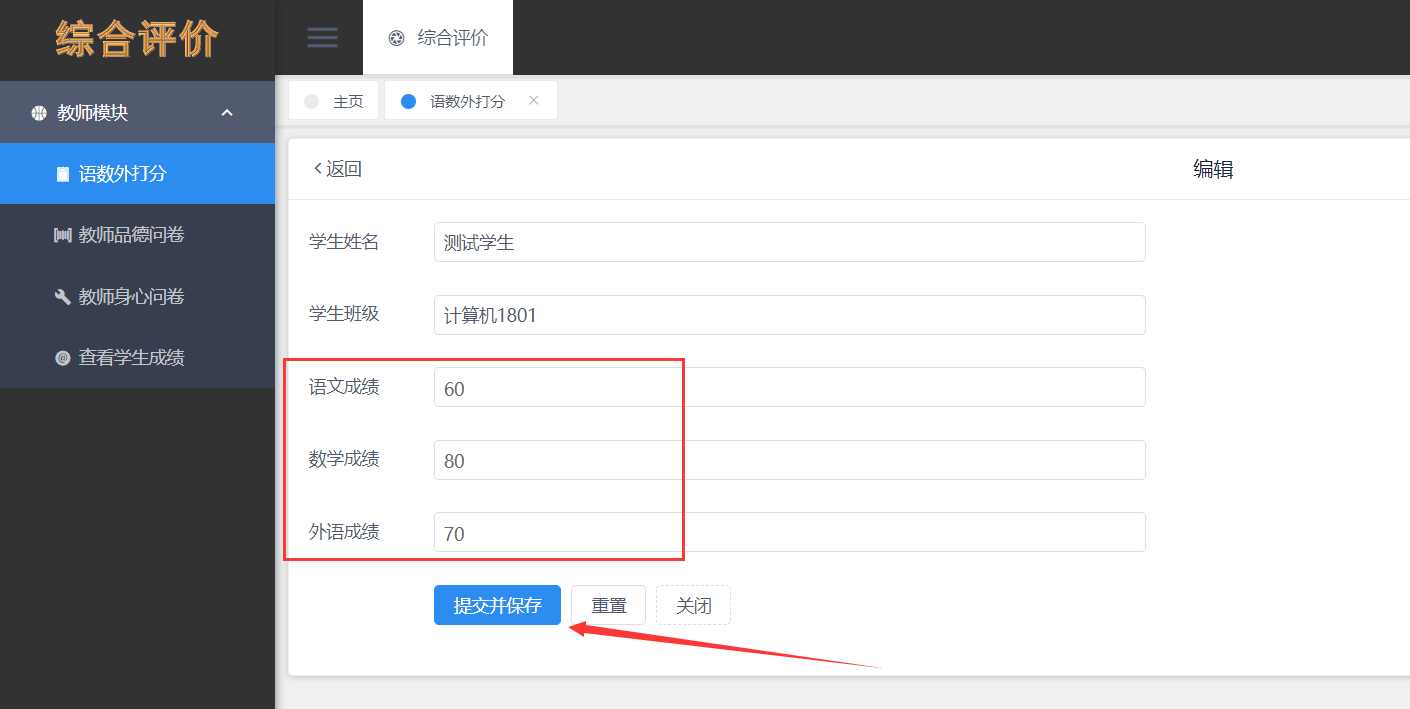 综合评价
综合评价
教师模块
主页
语数外打分
语数外打分
返回
编辑
教师品德问卷
学生姓名
测试学生
教师身心问卷
学生班级
计算机1801
查看学生成绩
语文成绩
60
数学成绩
80
外语成绩
70
提交并保存
重置
关闭